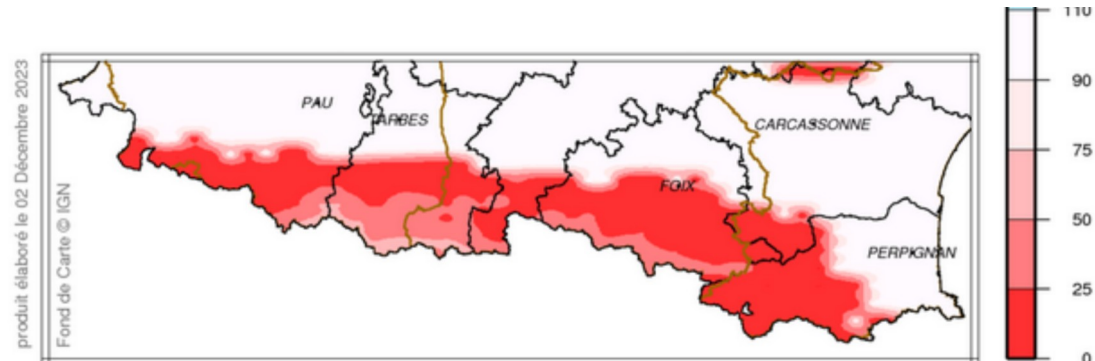 produit élaboré le 02 Décembre 2023
Fond de Carte © IGN
PAU
TARBES
FOIX
CARCASSONNE
PERPIGNAN
110
90
75
50
25
0